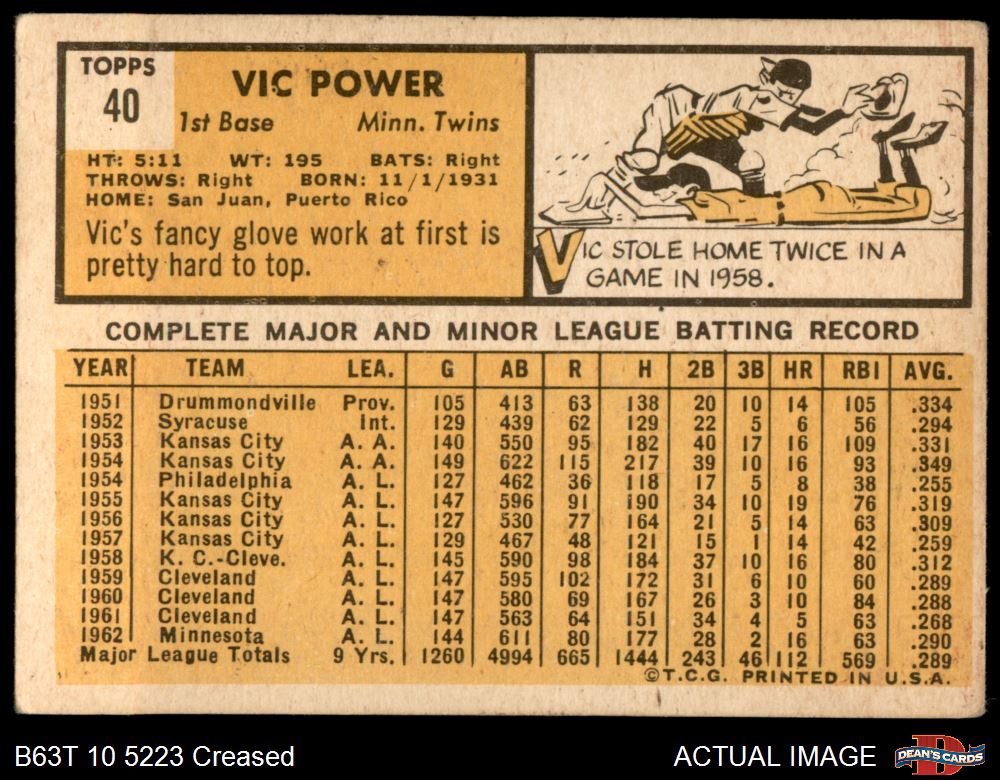 TOPPS
40
VIC POWER
1st Base Minn. Twins
HT: 5:11 WT: 195 BATS: Right
THROWS: Right BORN: 11/1/1931
HOME: San Juan, Puerto Rico
Vic's fancy glove work at first is
pretty hard to top.
VIC STOLE HOME TWICE IN A
GAME IN 1958.
COMPLETE MAJOR AND MINOR LEAGUE BATTING RECORD
YEAR TEAM LEA. G AB R H 2B 3B HR RBI AVG.
1951 Drummondville Prov. 105 413 63 138 20 10 14 105 .334
1952 Syracuse Int. 129 439 62 129 22 5 6 56 .294
1953 Kansas City A. A. 140 550 95 182 40 17 16 109 .331
1954 Kansas City A. A. 149 622 115 217 39 10 16 93 .349
1954 Philadelphia A. L. 127 462 36 118 17 5 8 38 .255
1955 Kansas City A. L. 147 596 91 190 34 10 19 76 .319
1956 Kansas City A. L. 127 530 77 164 21 5 14 63 .309
1957 Kansas City A. L. 129 467 48 121 15 1 14 42 .259
1958 K. C.-Cleve. A. L. 145 590 98 184 37 10 16 80 .312
1959 Cleveland A. L. 147 595 102 172 31 6 10 60 .289
1960 Cleveland A. L. 147 580 69 167 26 3 10 84 .288
1961 Cleveland A. L. 147 563 64 151 34 4 5 63 .268
1962 Minnesota A. L. 144 611 80 177 28 2 16 63 .290
Major League Totals 9 Yrs. 1260 4994 665 1444 243 46 112 569 .289
©T.C.G. PRINTED IN U.S.A.
B63T 10 5223 Creased
ACTUAL IMAGE
D
DEAN'S CARDS